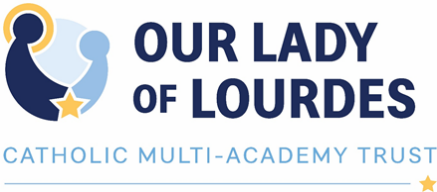 OUR LADY
OF LOURDES
CATHOLIC MULTI-ACADEMY TRUST